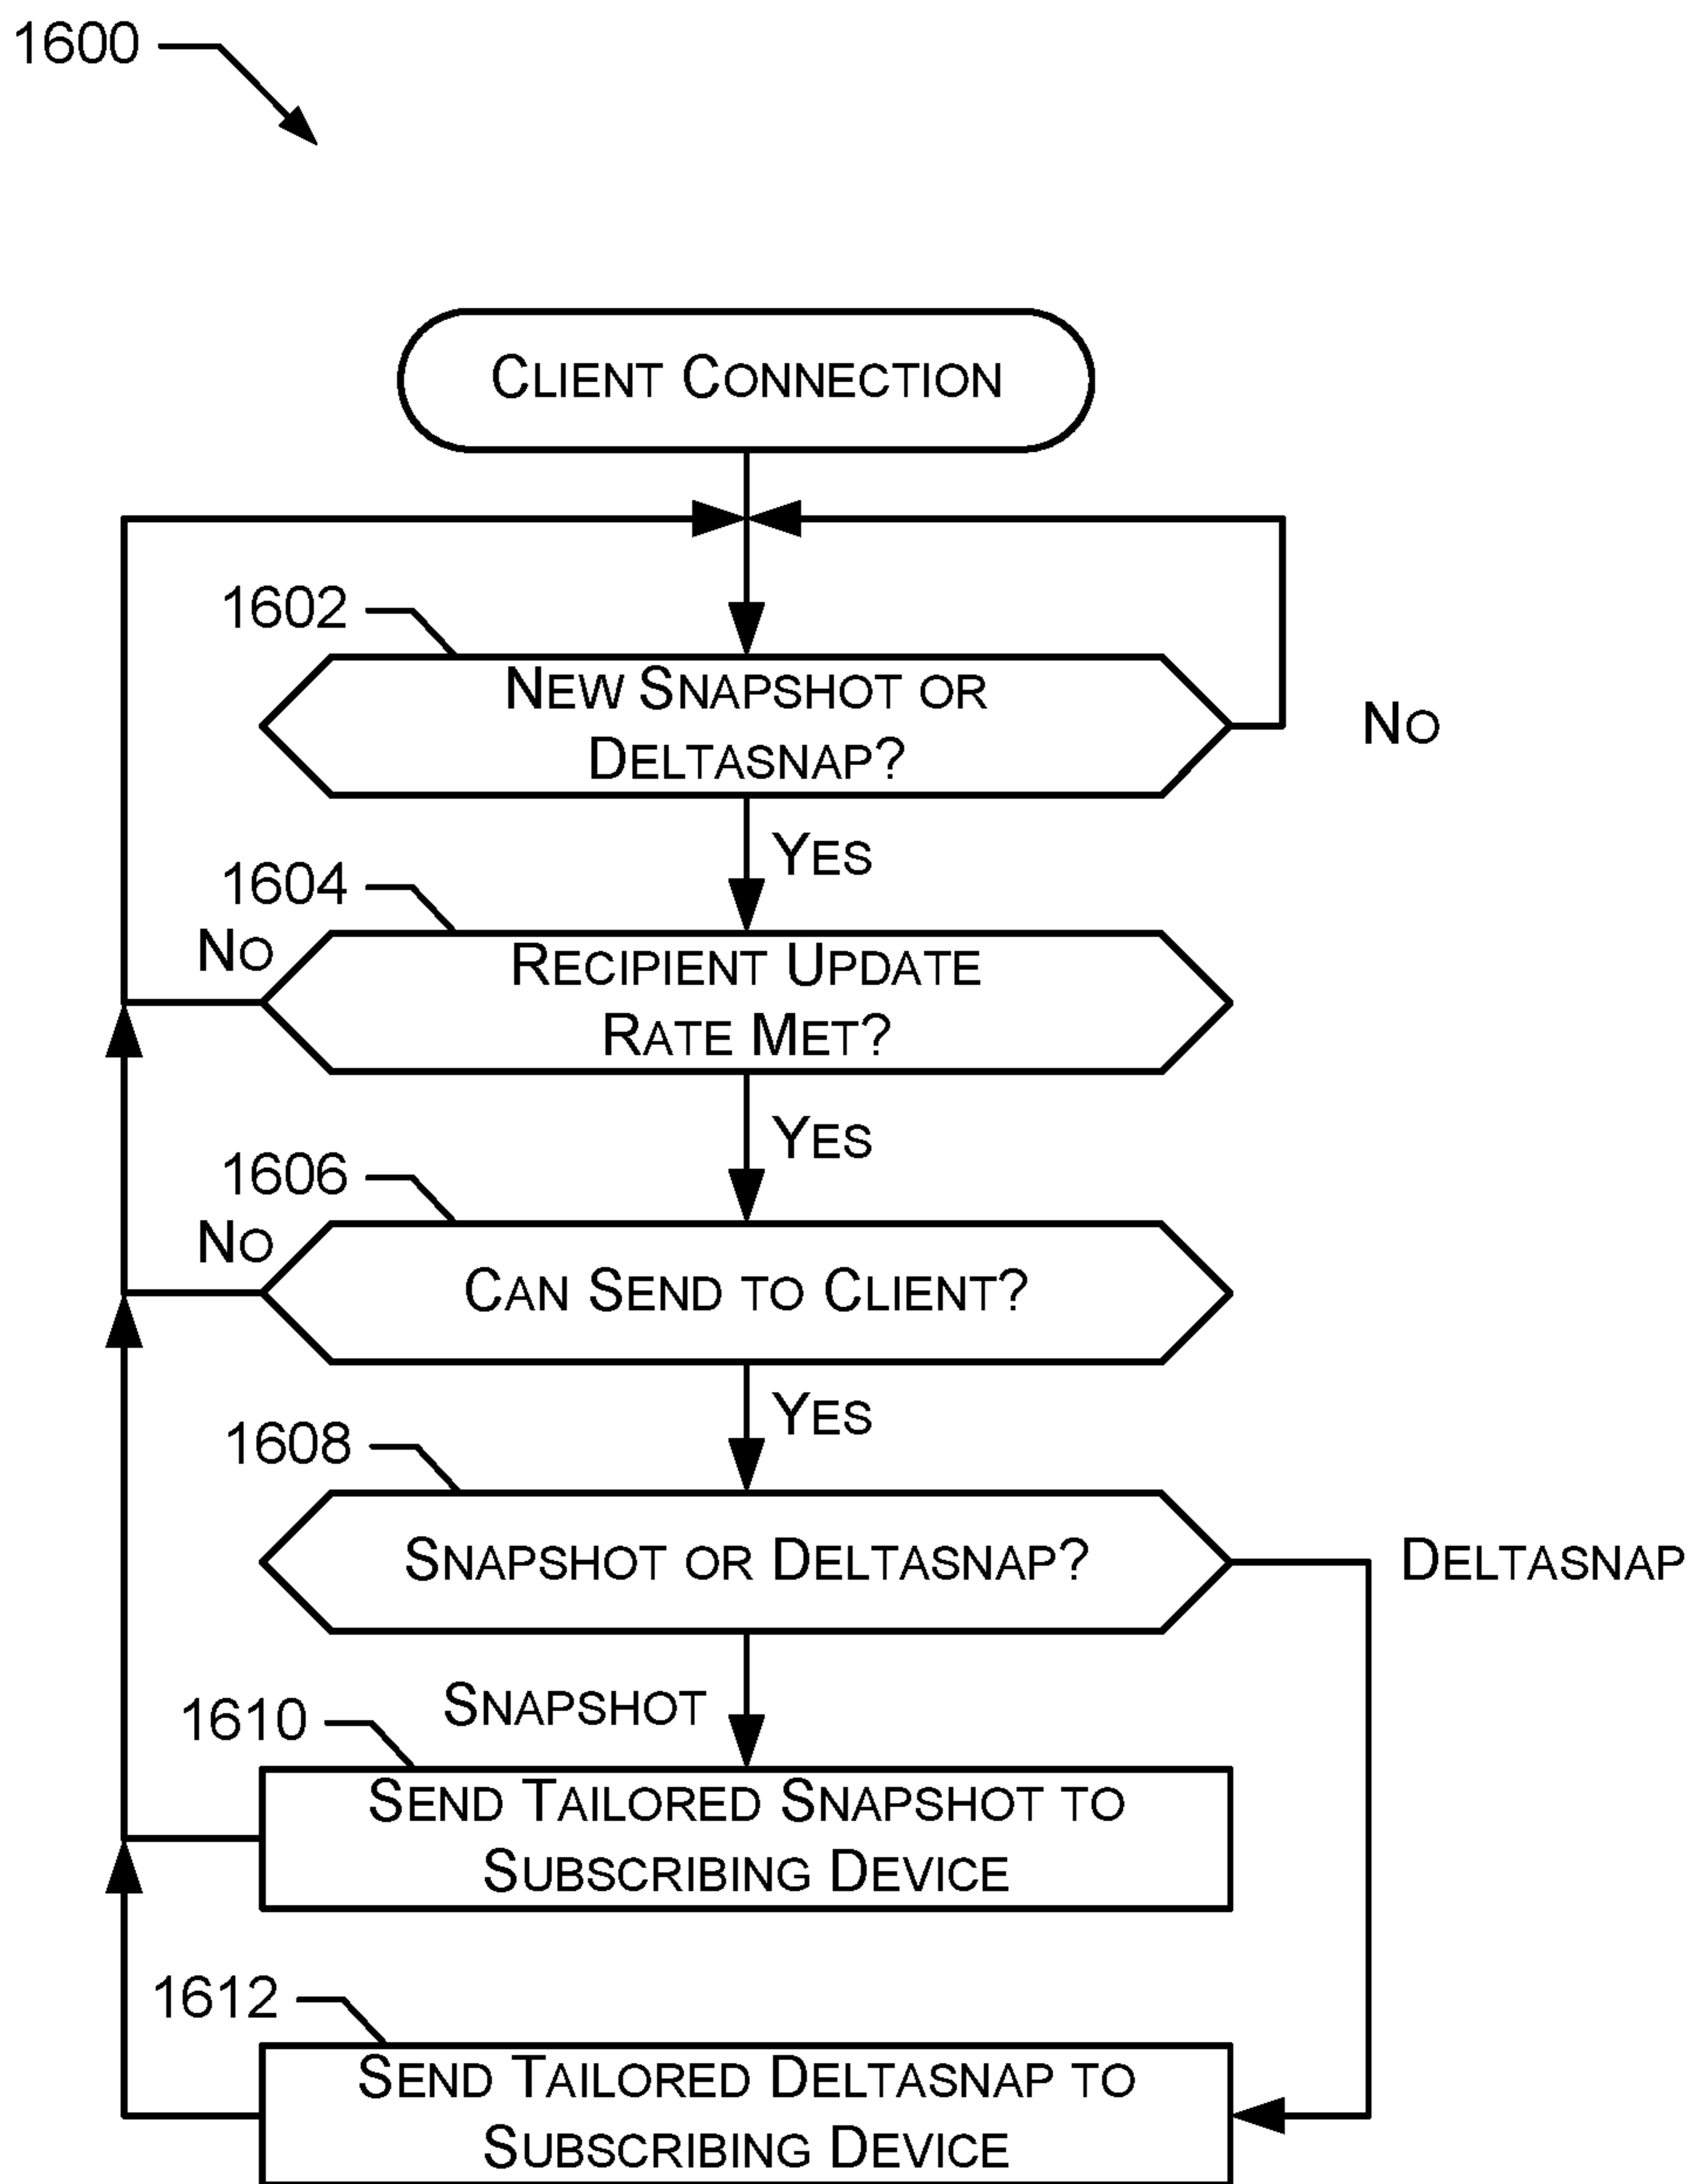 1600
CLIENT CONNECTION
1602
NEW SNAPSHOT OR
DELTASNAP?
NO
YES
1604
NO
RECIPIENT UPDATE
RATE MET?
YES
1606
NO
CAN SEND TO CLIENT?
YES
1608
SNAPSHOT OR DELTASNAP?
DELTASNAP
SNAPSHOT
1610
SEND TAILORED SNAPSHOT TO
SUBSCRIBING DEVICE
1612
SEND TAILORED DELTASNAP TO
SUBSCRIBING DEVICE